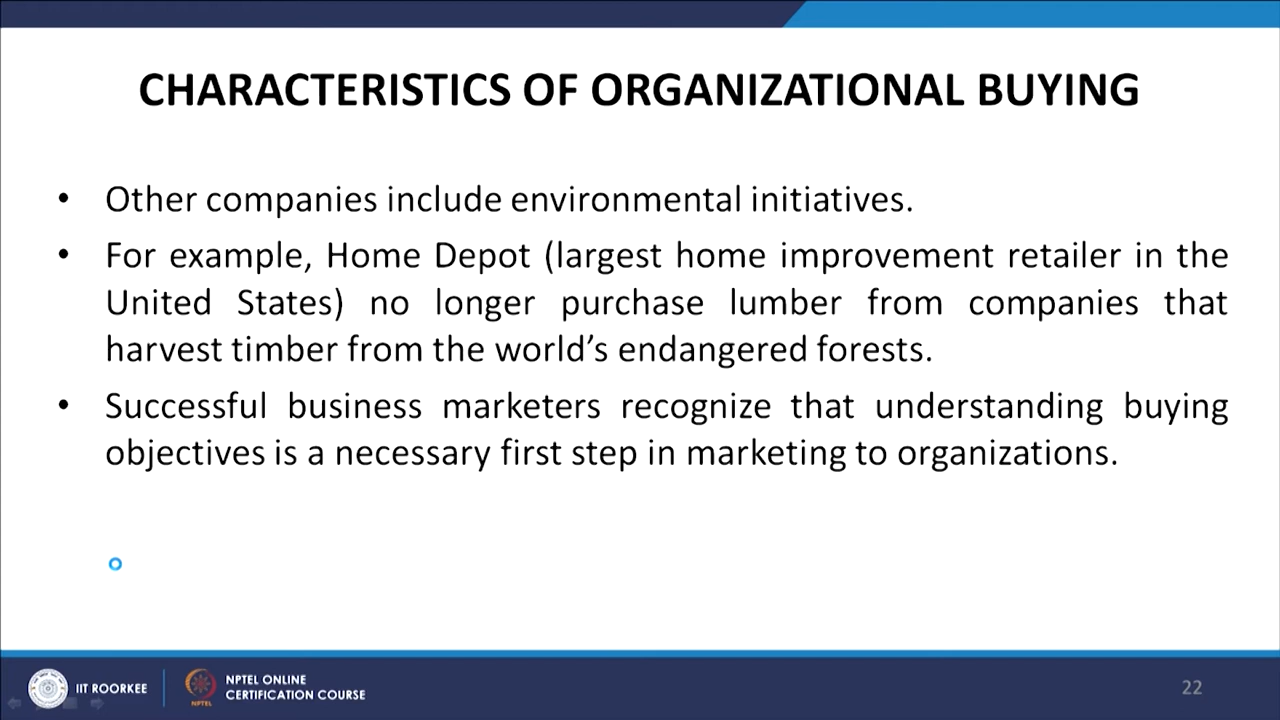 CHARACTERISTICS OF ORGANIZATIONAL BUYING
• Other companies include environmental initiatives.
• For example, Home Depot (largest home improvement retailer in the
United States) no longer purchase lumber from companies that
harvest timber from the world’s endangered forests.
• Successful business marketers recognize that understanding buying
objectives is a necessary first step in marketing to organizations.
IIT ROORKEE
NPTEL
NPTEL ONLINE
CERTIFICATION COURSE
22